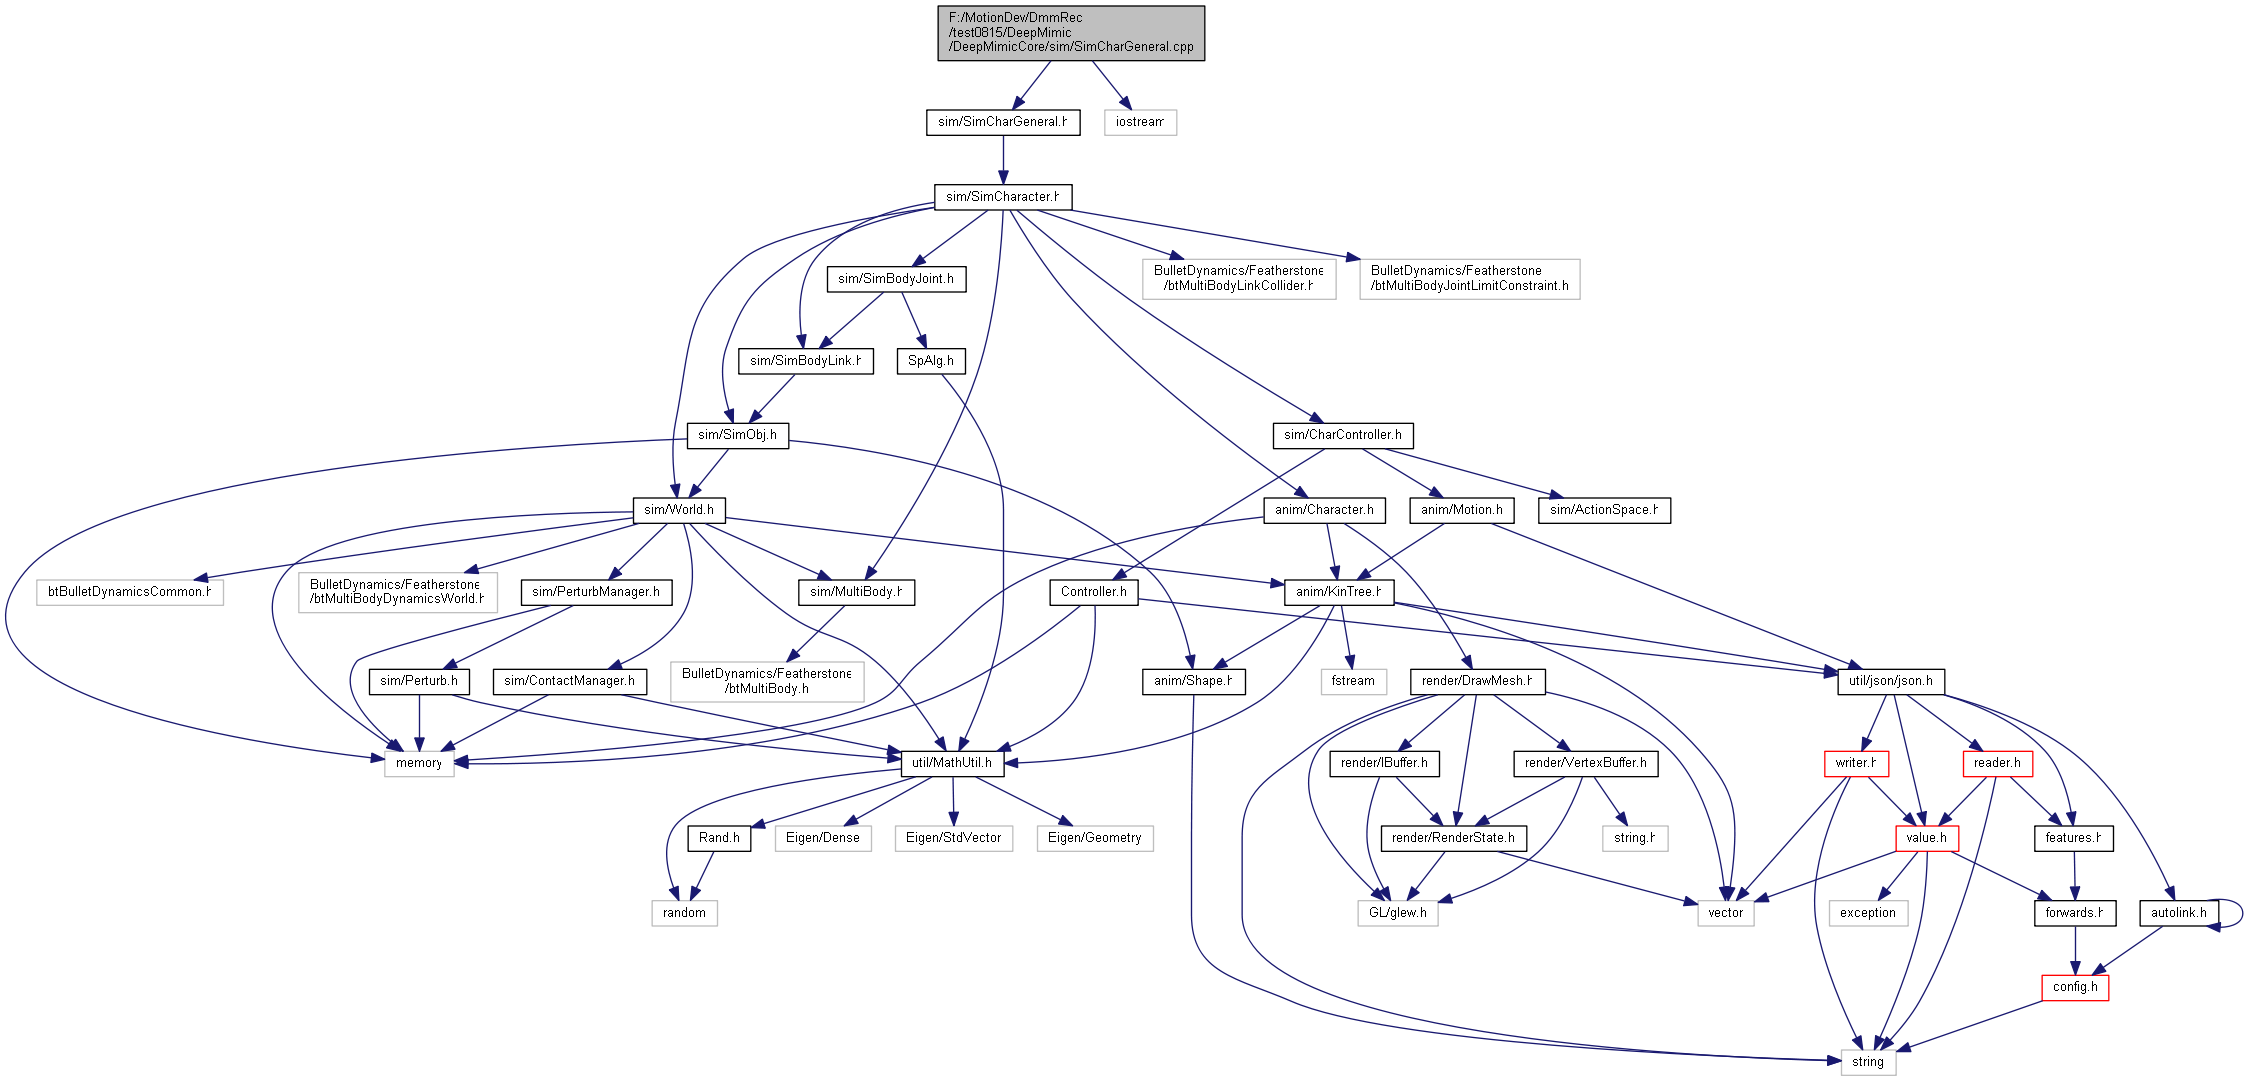 F:/MotionDev/DmmRec
/test0815/DeepMimic
/DeepMimicCore/sim/SimCharGeneral.cpp
sim/SimCharGeneral.h
iostream
sim/SimCharacter.h
sim/SimBodyJoint.h
BulletDynamics/Featherstone
/btMultiBodyLinkCollider.h
BulletDynamics/Featherstone
/btMultiBodyJointLimitConstraint.h
sim/SimBodyLink.h
SpAlg.h
sim/SimObj.h
sim/CharController.h
sim/World.h
anim/Character.h
anim/Motion.h
sim/ActionSpace.h
btBulletDynamicsCommon.h
BulletDynamics/Featherstone
/btMultiBodyDynamicsWorld.h
sim/PerturbManager.h
sim/MultiBody.h
Controller.h
anim/KinTree.h
sim/Perturb.h
sim/ContactManager.h
BulletDynamics/Featherstone
/btMultiBody.h
anim/Shape.h
fstream
render/DrawMesh.h
util/json/json.h
memory
util/MathUtil.h
render/IBuffer.h
render/VertexBuffer.h
writer.h
reader.h
Rand.h
Eigen/Dense
Eigen/StdVector
Eigen/Geometry
render/RenderState.h
string.h
value.h
features.h
random
GL/glew.h
vector
exception
forwards.h
autolink.h
config.h
string